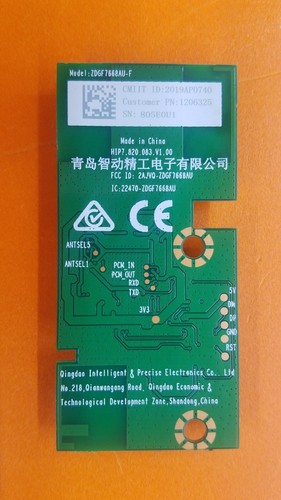 Model:ZDGF7668AU-F
CMIIT ID:2019AP0740
Customer PN:1206325
SN: 805E0U1
Made in China
HIP7.820.083.V1.00
青岛智动精工电子有限公司
FCC ID: 2AJVQ-ZDGF7668AU
IC:22470-ZDGF7668AU
CE
ANTSEL5
ANTSEL1
PCM_IN
PCM_OUT
RXD
TXD
3V3
5V
DM
DP
GND
RST
Qingdao Intelligent & Precise Electronics Co. Ltd
No.218,Qianwangang Road, Qingdao Economic &
Technological Development Zone,Shandong,China